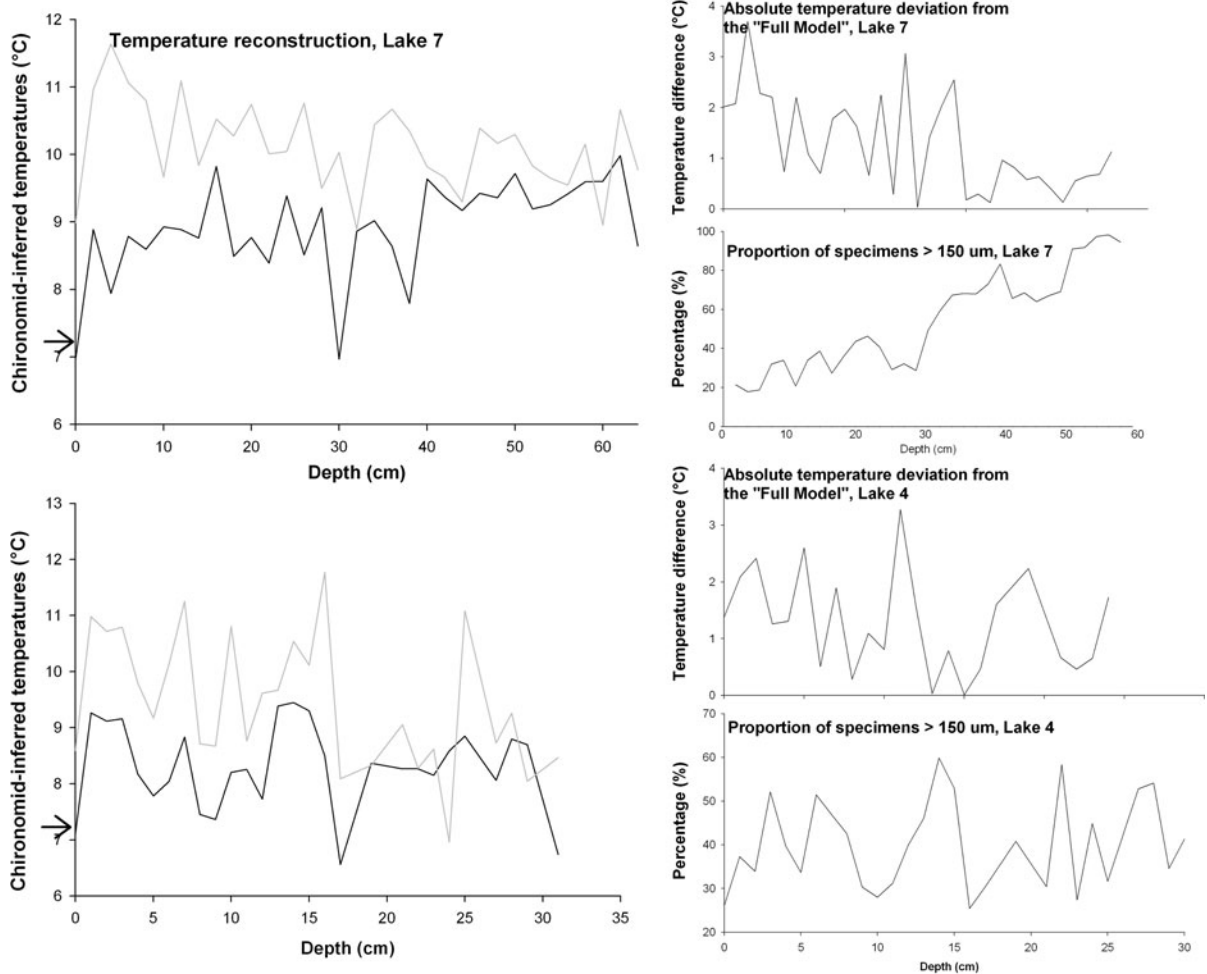 Temperature reconstruction, Lake 7
Chironomid-inferred temperatures (°C)
12
11
10
9
8
7
6
0 10 20 30 40 50 60
Depth (cm)
Absolute temperature deviation from
the "Full Model", Lake 7
Temperature difference (°C)
4
3
2
1
0
Proportion of specimens > 150 um, Lake 7
Percentage (%)
100
80
60
40
20
0
0 10 20 30 40 50 60
Depth (cm)
Chironomid-inferred temperatures (°C)
13
12
11
10
9
8
7
6
0 5 10 15 20 25 30 35
Depth (cm)
Absolute temperature deviation from
the "Full Model", Lake 4
Temperature difference (°C)
4
3
2
1
0
Proportion of specimens > 150 um, Lake 4
Percentage (%)
70
60
50
40
30
20
0 5 10 15 20 25 30
Depth (cm)